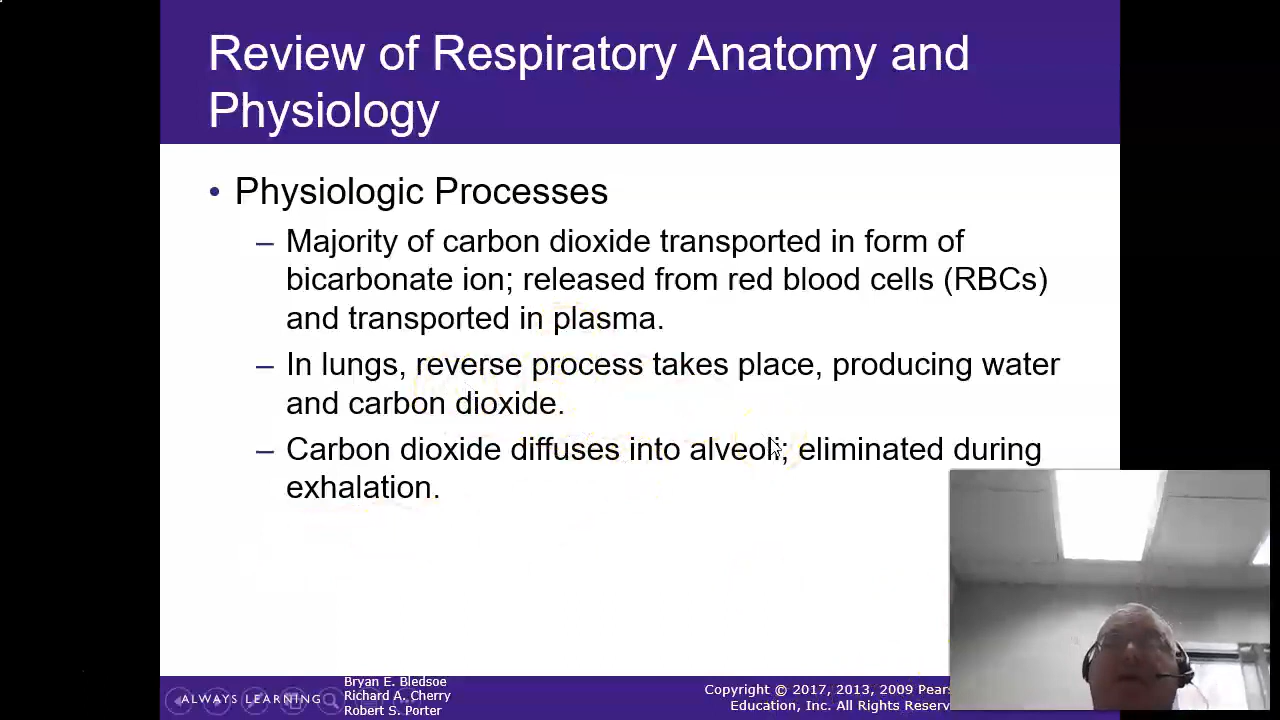 Review of Respiratory Anatomy and
Physiology
• Physiologic Processes
– Majority of carbon dioxide transported in form of
bicarbonate ion; released from red blood cells (RBCs)
and transported in plasma.
– In lungs, reverse process takes place, producing water
and carbon dioxide.
– Carbon dioxide diffuses into alveoli; eliminated during
exhalation.
ALWAYS LEARNING
Bryan E. Bledsoe
Richard A. Cherry
Robert S. Porter
Copyright © 2017, 2013, 2009
Education, Inc. All Rights